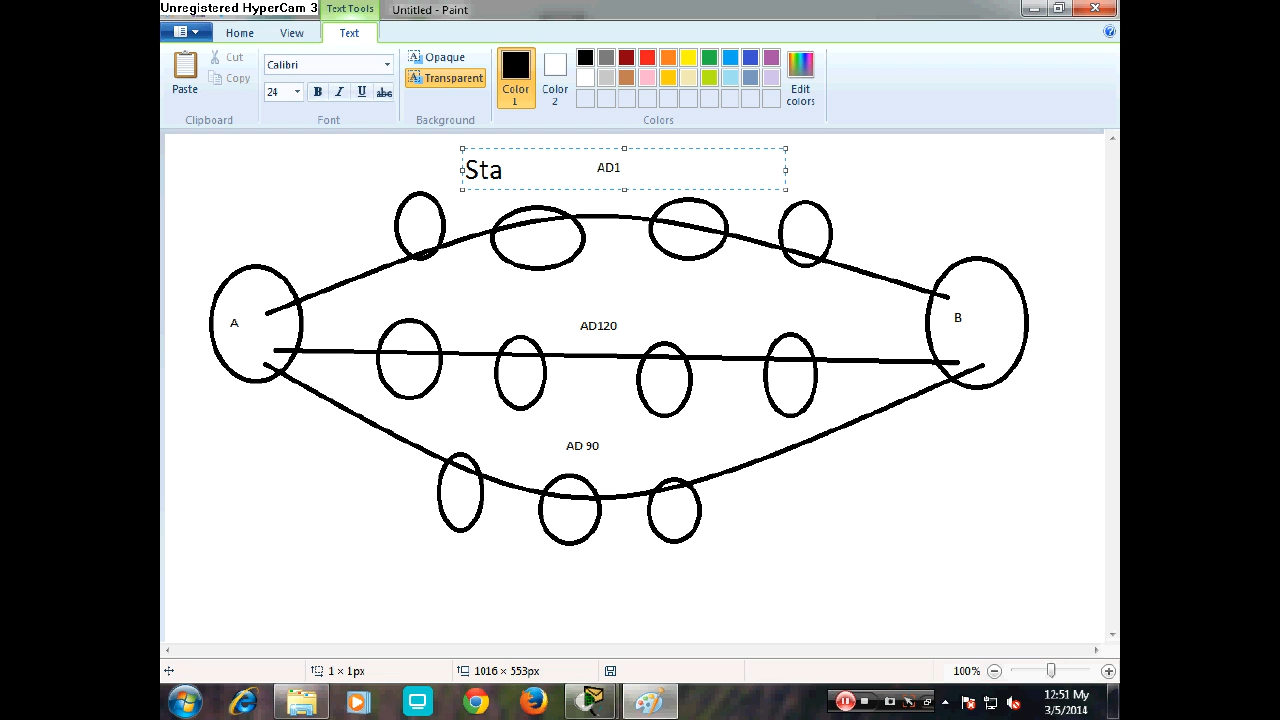 Unregistered HyperCam 3
Text Tools
Untitled - Paint
Home
View
Text
Paste
Cut
Copy
Clipboard
Calibri
24
B
I
U
abc
Font
Opaque
Transparent
Background
Color
1
Color
2
Edit
colors
Colors
Sta
AD1
A
B
AD120
AD 90
1 × 1px
1016 × 553px
100%
12:51 My
3/5/2014